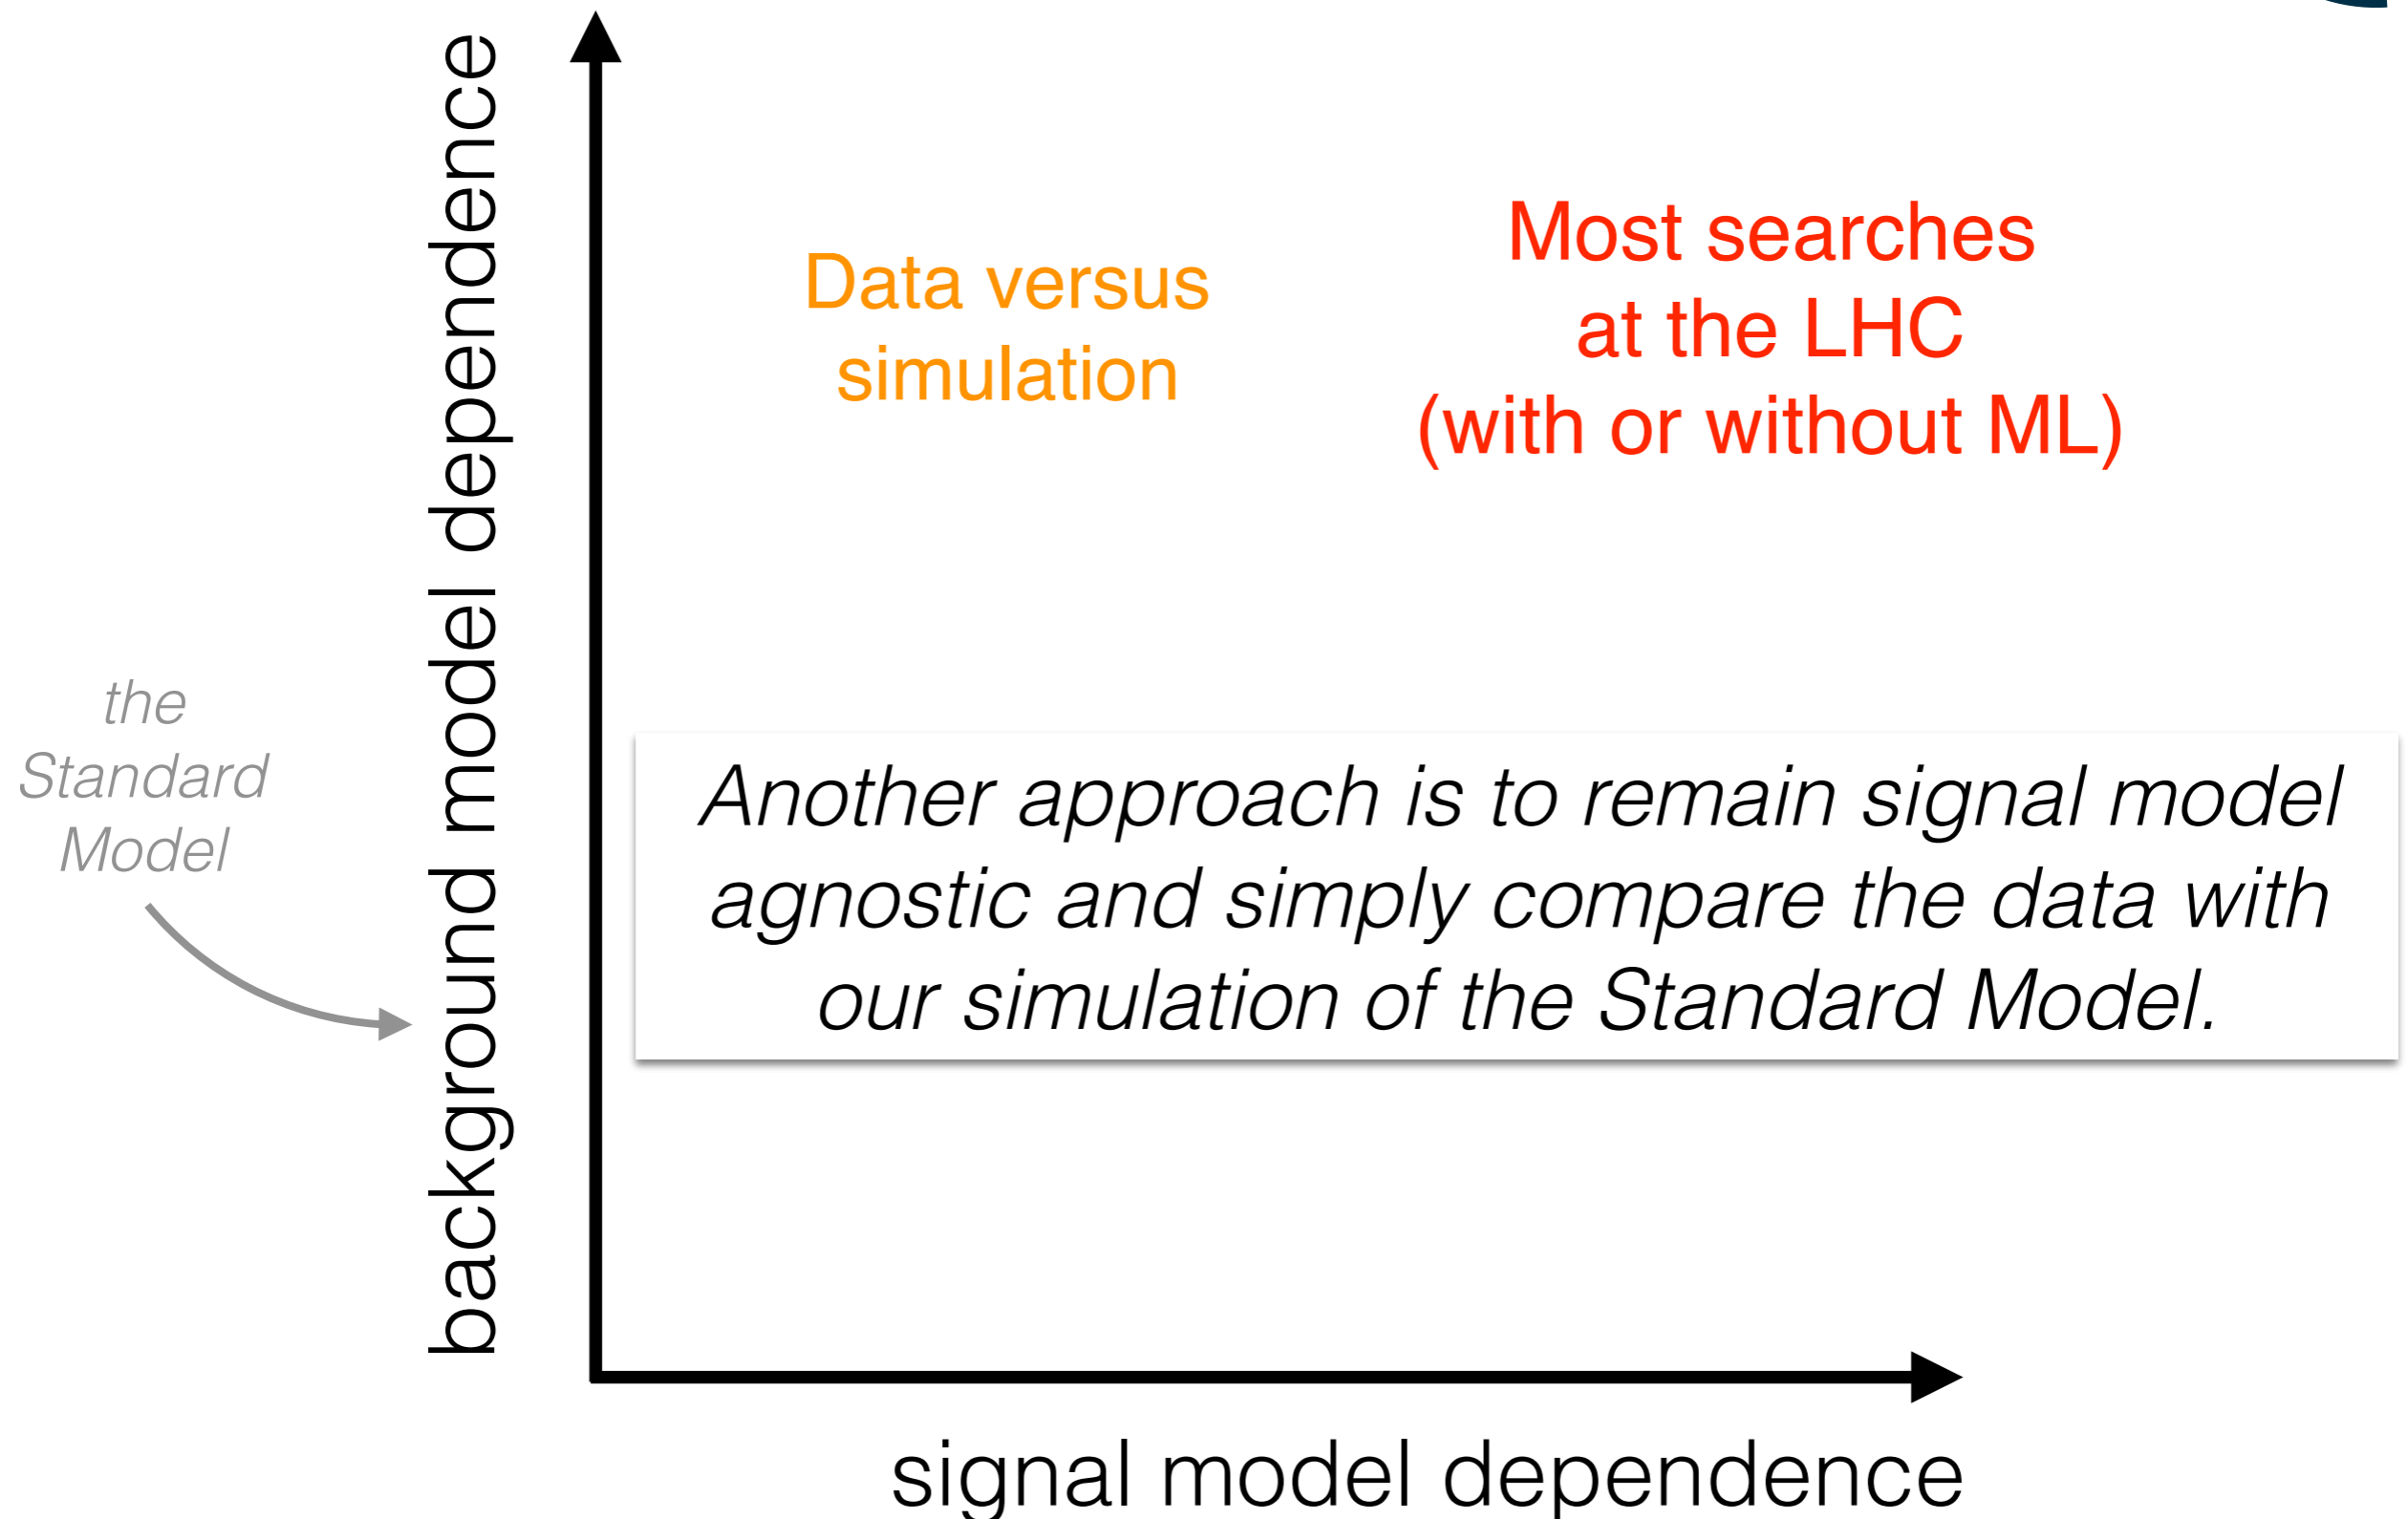 background model dependence
Data versus
simulation
Most searches
at the LHC
(with or without ML)
the
Standard
Model
Another approach is to remain signal model
agnostic and simply compare the data with
our simulation of the Standard Model.
signal model dependence